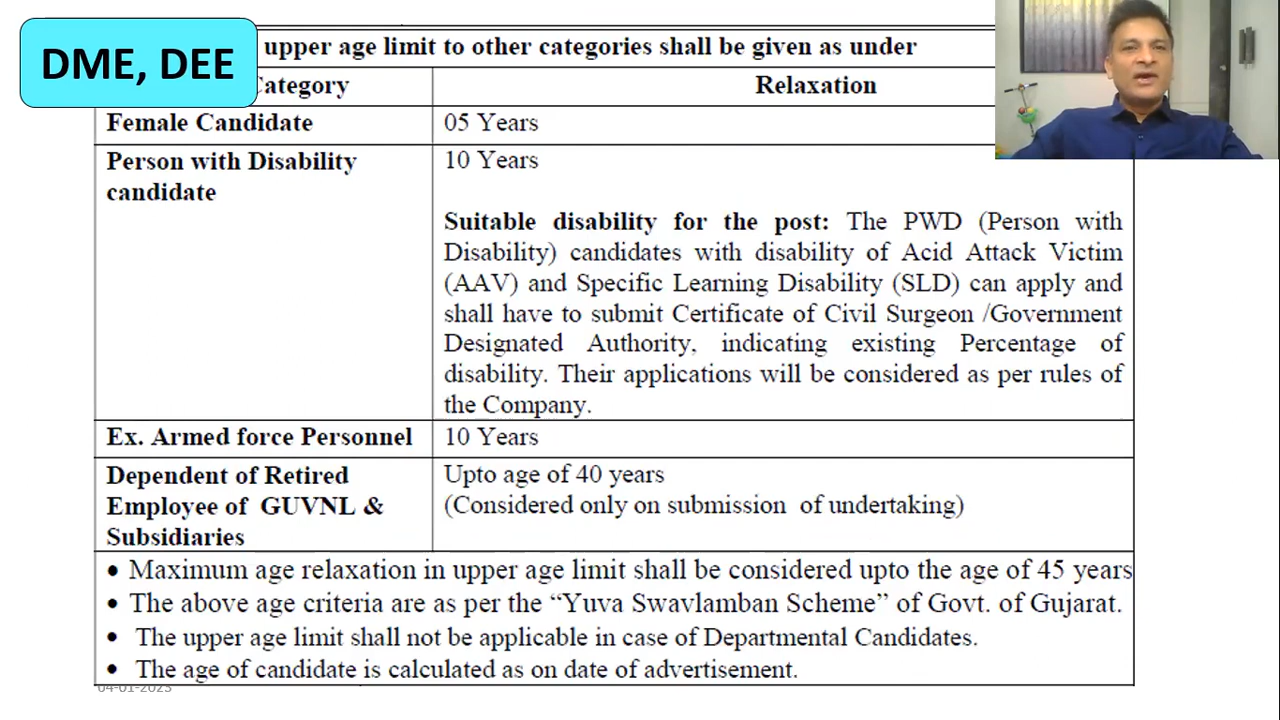 DME, DEE
upper age limit to other categories shall be given as under
Category
Relaxation
Female Candidate
05 Years
Person with Disability
candidate
10 Years
Suitable disability for the post: The PWD (Person with
Disability) candidates with disability of Acid Attack Victim
(AAV) and Specific Learning Disability (SLD) can apply and
shall have to submit Certificate of Civil Surgeon /Government
Designated Authority, indicating existing Percentage of
disability. Their applications will be considered as per rules of
the Company.
Ex. Armed force Personnel
10 Years
Dependent of Retired
Employee of GUVNL &
Subsidiaries
Upto age of 40 years
(Considered only on submission of undertaking)
• Maximum age relaxation in upper age limit shall be considered upto the age of 45 years
• The above age criteria are as per the “Yuva Swavlamban Scheme” of Govt. of Gujarat.
• The upper age limit shall not be applicable in case of Departmental Candidates.
• The age of candidate is calculated as on date of advertisement.
04-01-2023